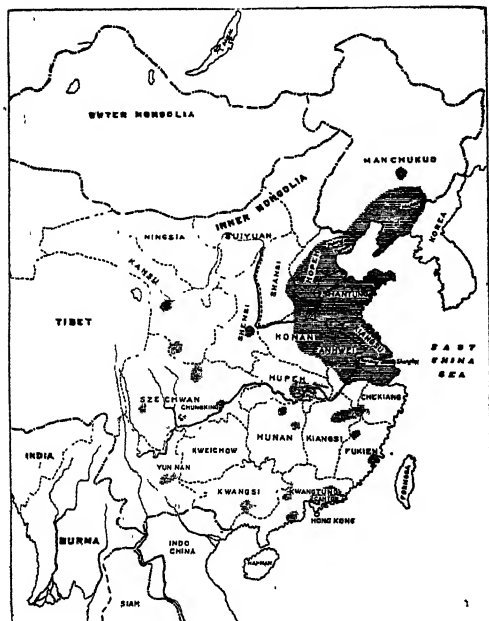 OUTER MONGOLIA
MANCHUKUO
INNER MONGOLIA
NINGSIA
SUIYUAN
KOREA
KANSU
SHANSI
HOPEH
SHANTUNG
TIBET
SHENSI
HONAN
KIANGSU
ANHWEI
EAST
CHINA
SEA
Shanghai
HUPEH
SZECHWAN
CHUNGKING
CHEKIANG
HUNAN
KIANGSI
INDIA
KWEICHOW
FUKIEN
YUNNAN
KWANGSI
KWANGTUNG
FORMOSA
HONG KONG
BURMA
INDO
CHINA
HAINAN
SIAM